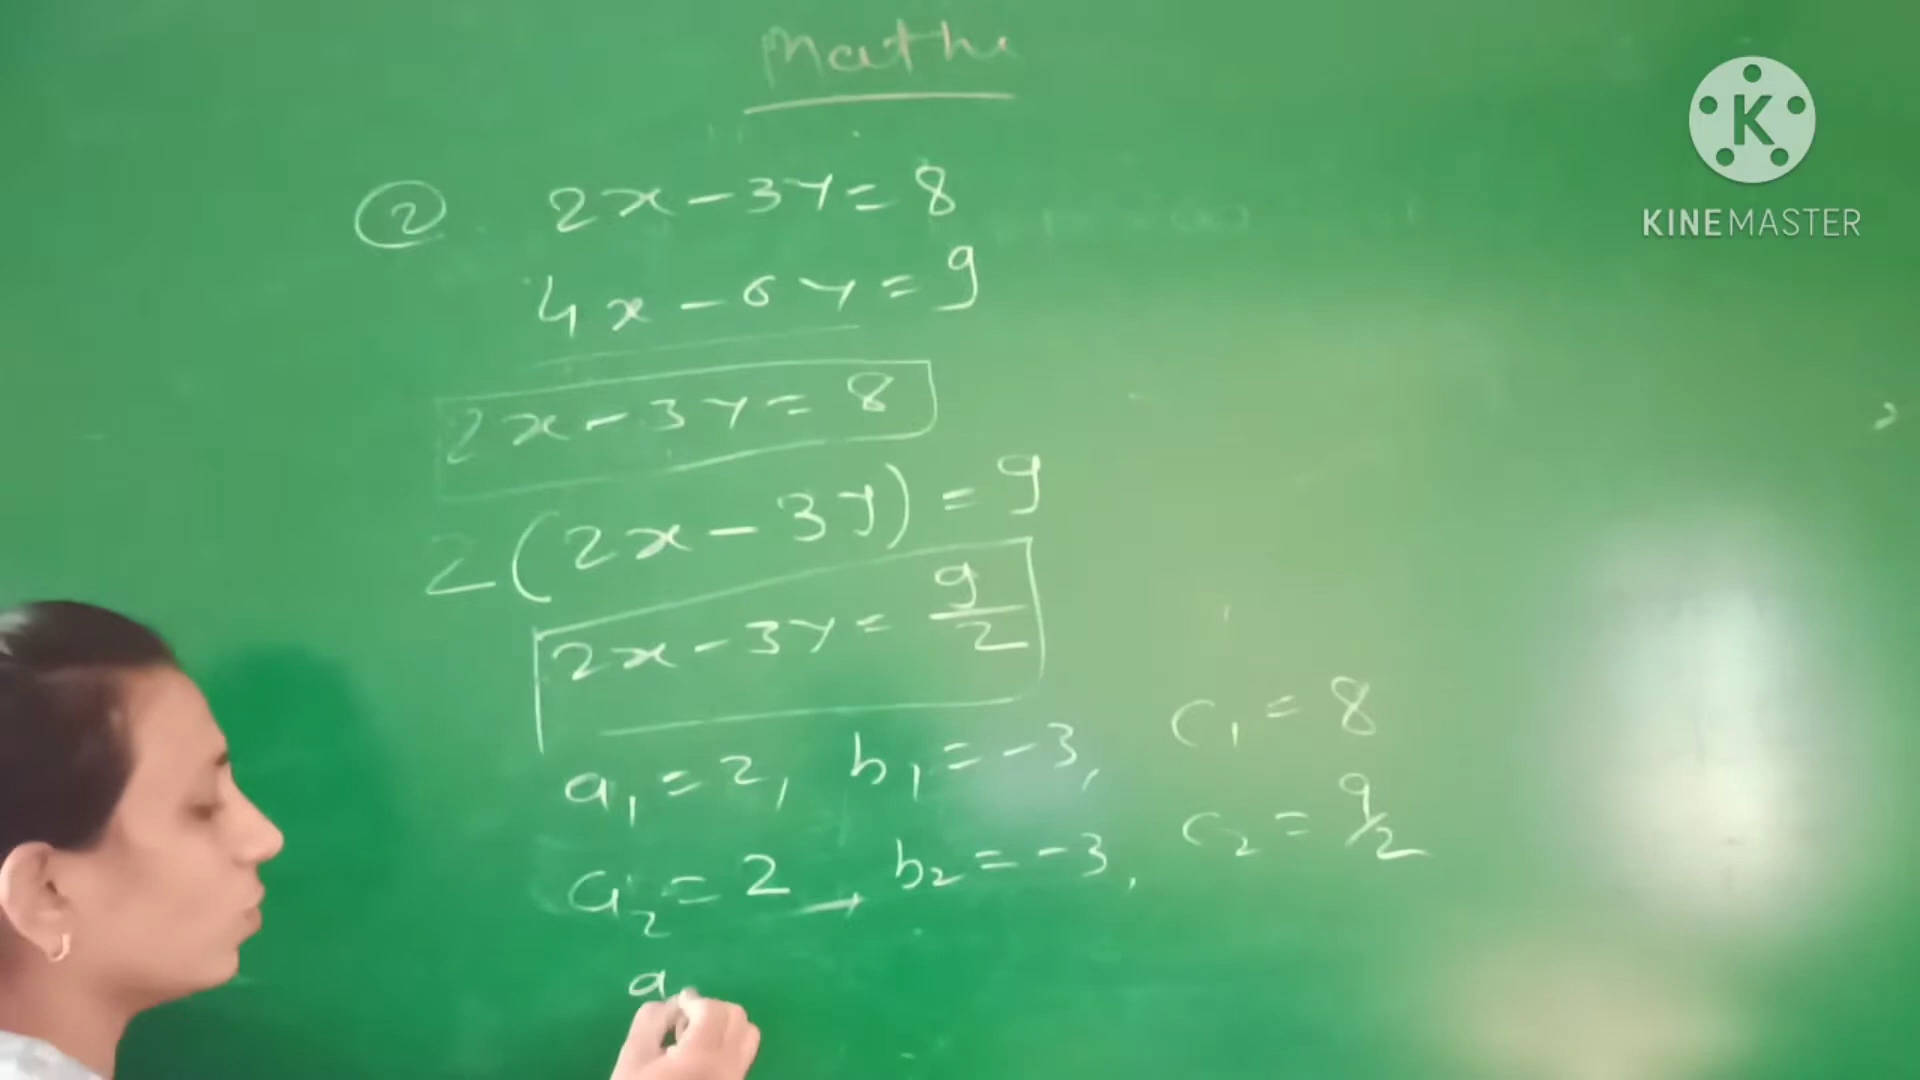 Maths
② 2x-3y=8
4x-6y=9
2x-3y=8
2(2x-3y)=9
2x-3y=9/2
a₁=2, b₁=-3, c₁=8
a₂=2, b₂=-3, c₂=9/2
a
K
KINEMASTER